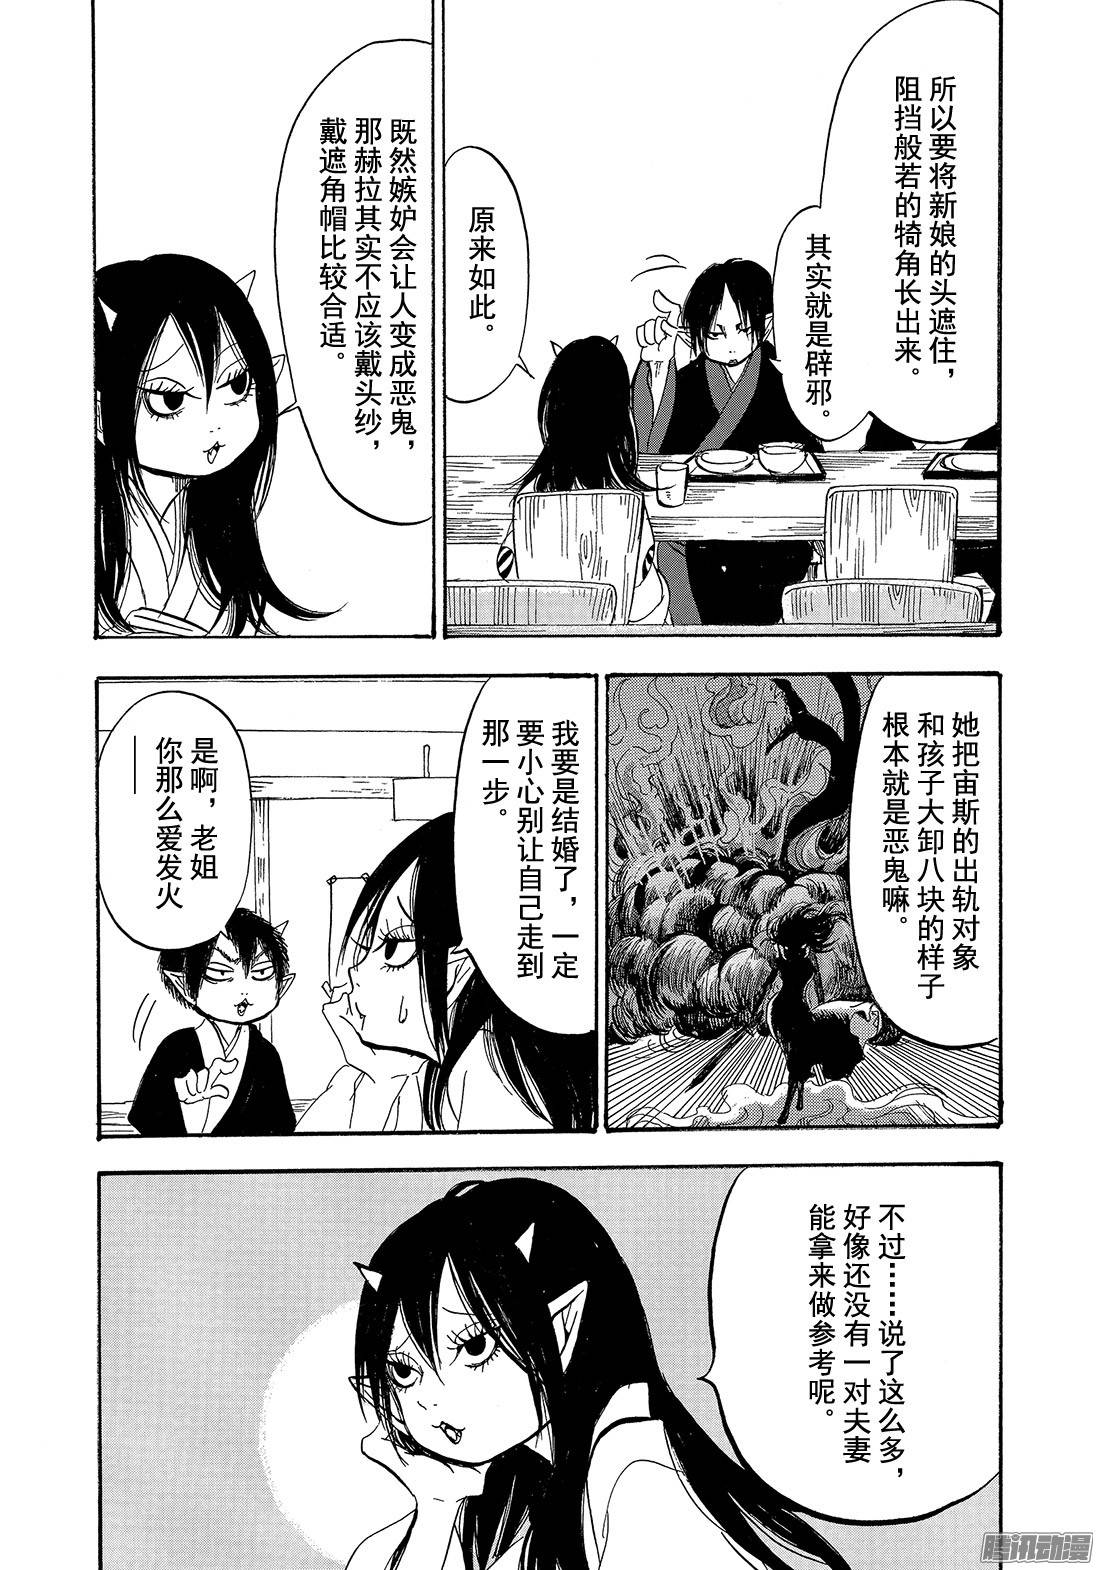 所以要将新娘的头遮住，
阻挡般若的犄角长出来。
其实就是辟邪。
原来如此。
既然嫉妒会让人变成恶鬼，
那赫拉其实不应该戴头纱，
戴遮角帽比较合适。
她把宙斯的出轨对象
和孩子大卸八块的样子
根本就是恶鬼嘛。
我要是结婚了，一定
要小心别让自己走到
那一步。
是啊，老姐
你那么爱发火
——
不过……说了这么多，
好像还没有一对夫妻
能拿来做参考呢。
腾讯动漫